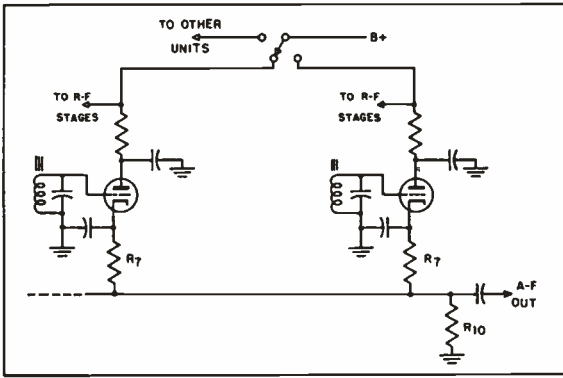 TO OTHER
UNITS
B+
TO R-F
STAGES
TO R-F
STAGES
R7
R7
A-F
OUT
R10